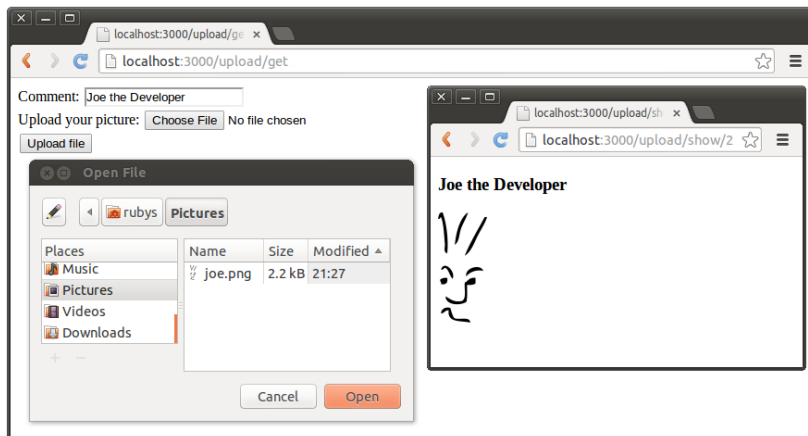 localhost:3000/upload/ge
localhost:3000/upload/get
Comment: Joe the Developer
Upload your picture: Choose File No file chosen
Upload file
Open File
rubys Pictures
Places
Music
Pictures
Videos
Downloads
Name Size Modified
joe.png 2.2 kB 21:27
Cancel Open
localhost:3000/upload/sh
localhost:3000/upload/show/2
Joe the Developer